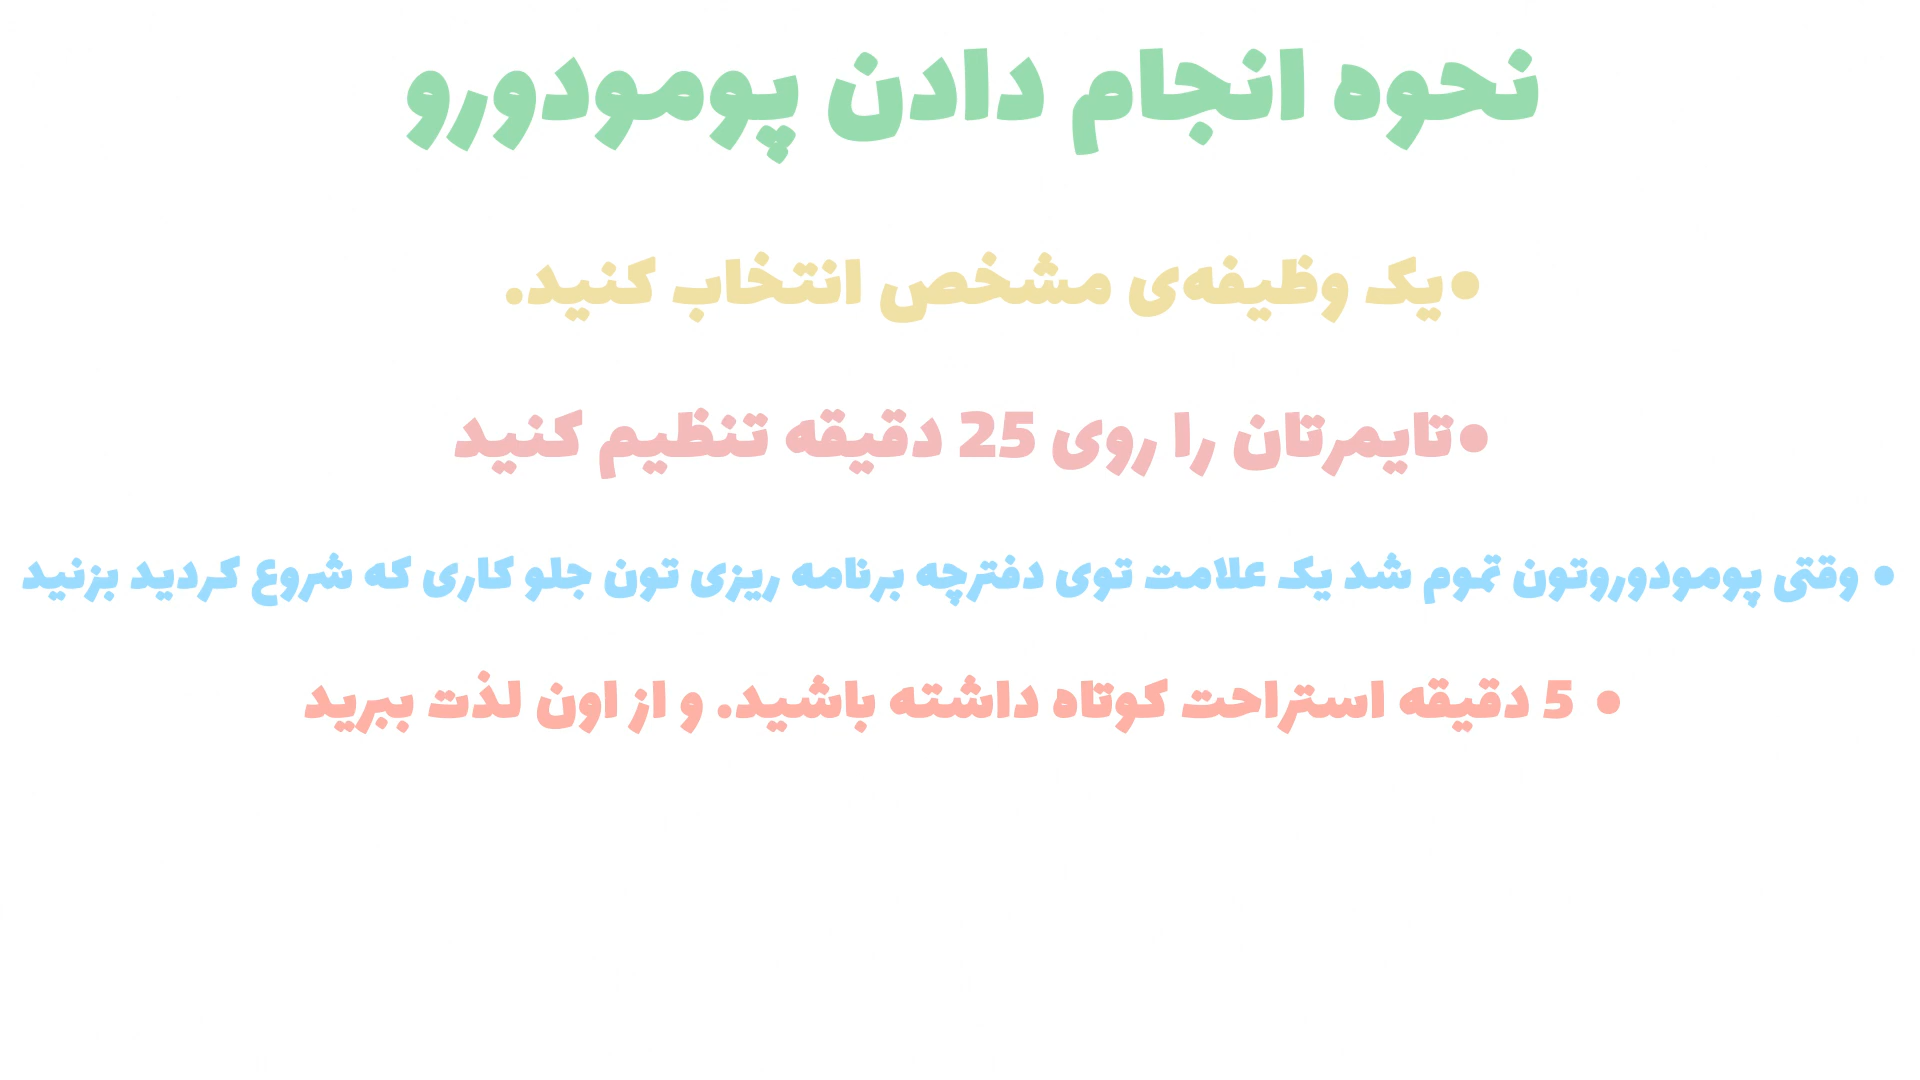 نحوه انجام دادن پومودورو
•یک وظیفه‌ی مشخص انتخاب کنید.
•تایمرتان را روی 25 دقیقه تنظیم کنید
• وقتی پومودوروتون تموم شد یک علامت توی دفترچه برنامه ریزی تون جلو کاری که شروع کردید بزنید
• 5 دقیقه استراحت کوتاه داشته باشید. و از اون لذت ببرید